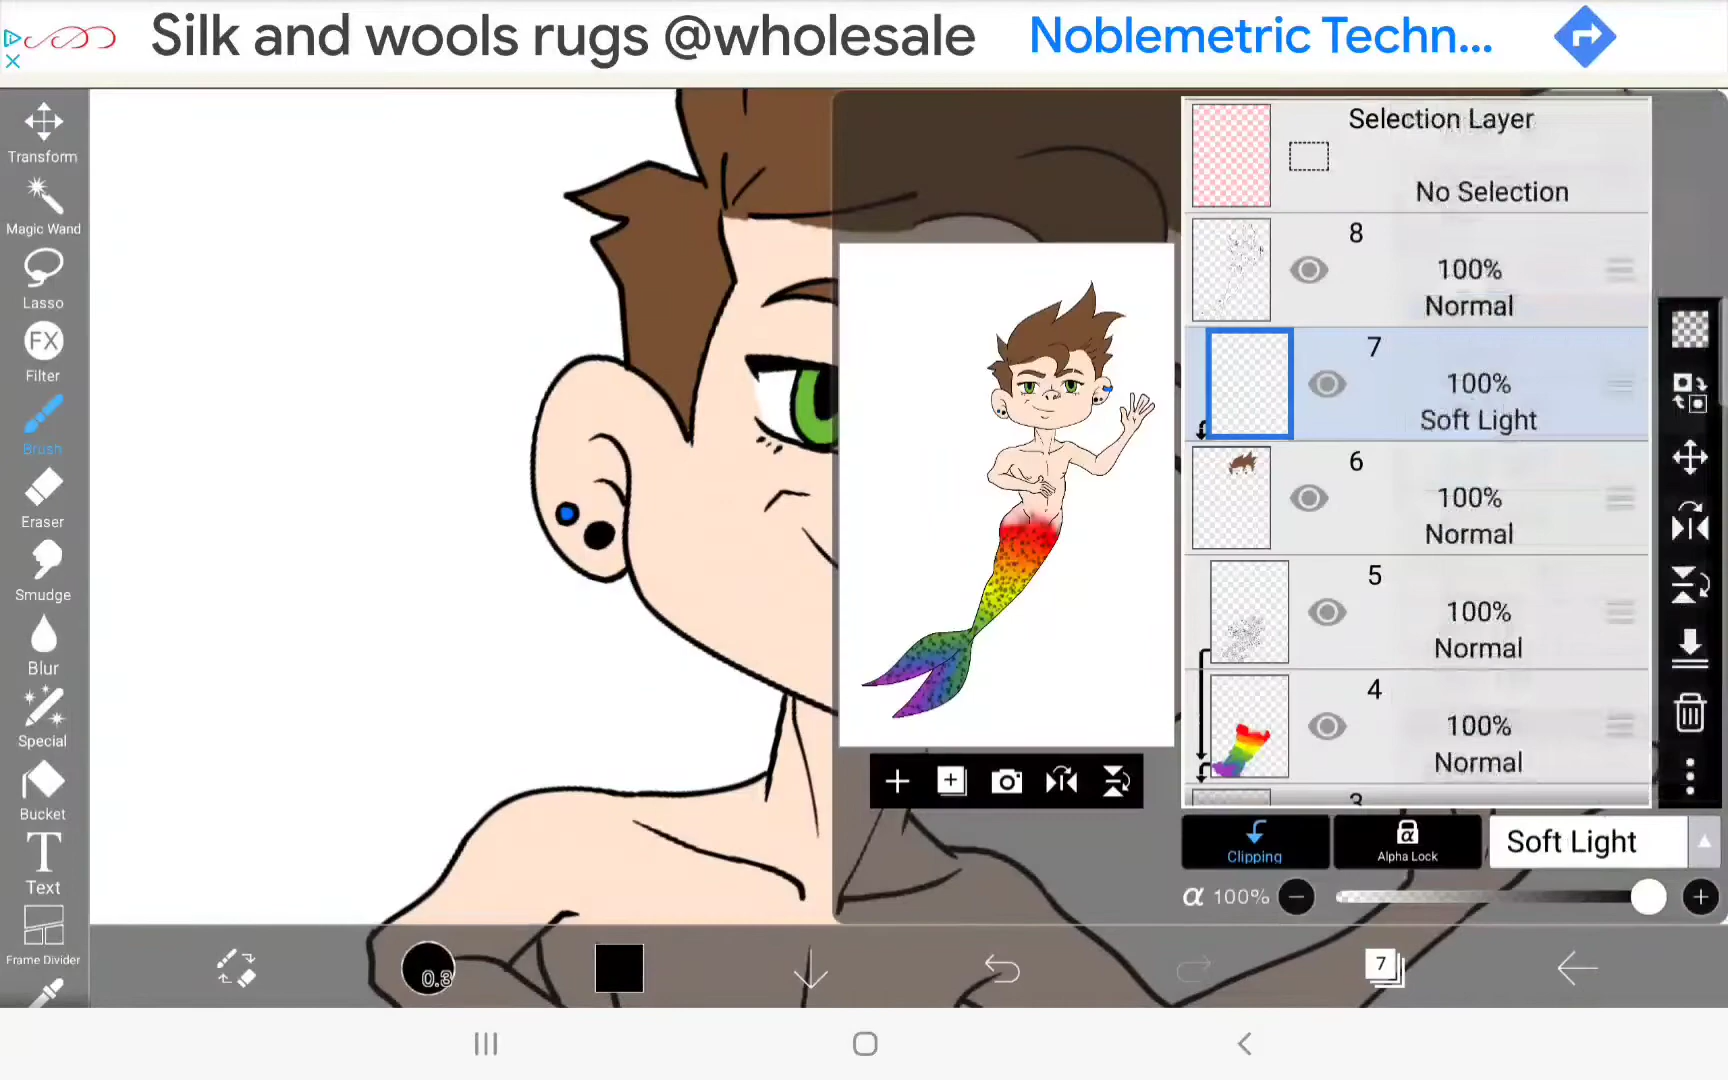 Silk and wools rugs @wholesale
Noblemetric Techn...
Transform
Magic Wand
Lasso
FX
Filter
Brush
Eraser
Smudge
Blur
Special
Bucket
T
Text
Frame Divider
Selection Layer
No Selection
8
100%
Normal
7
100%
Soft Light
6
100%
Normal
5
100%
Normal
4
100%
Normal
3
Clipping
α
Alpha Lock
Soft Light
α 100%
0.3
7